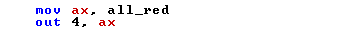 mov ax, all_red
out 4, ax